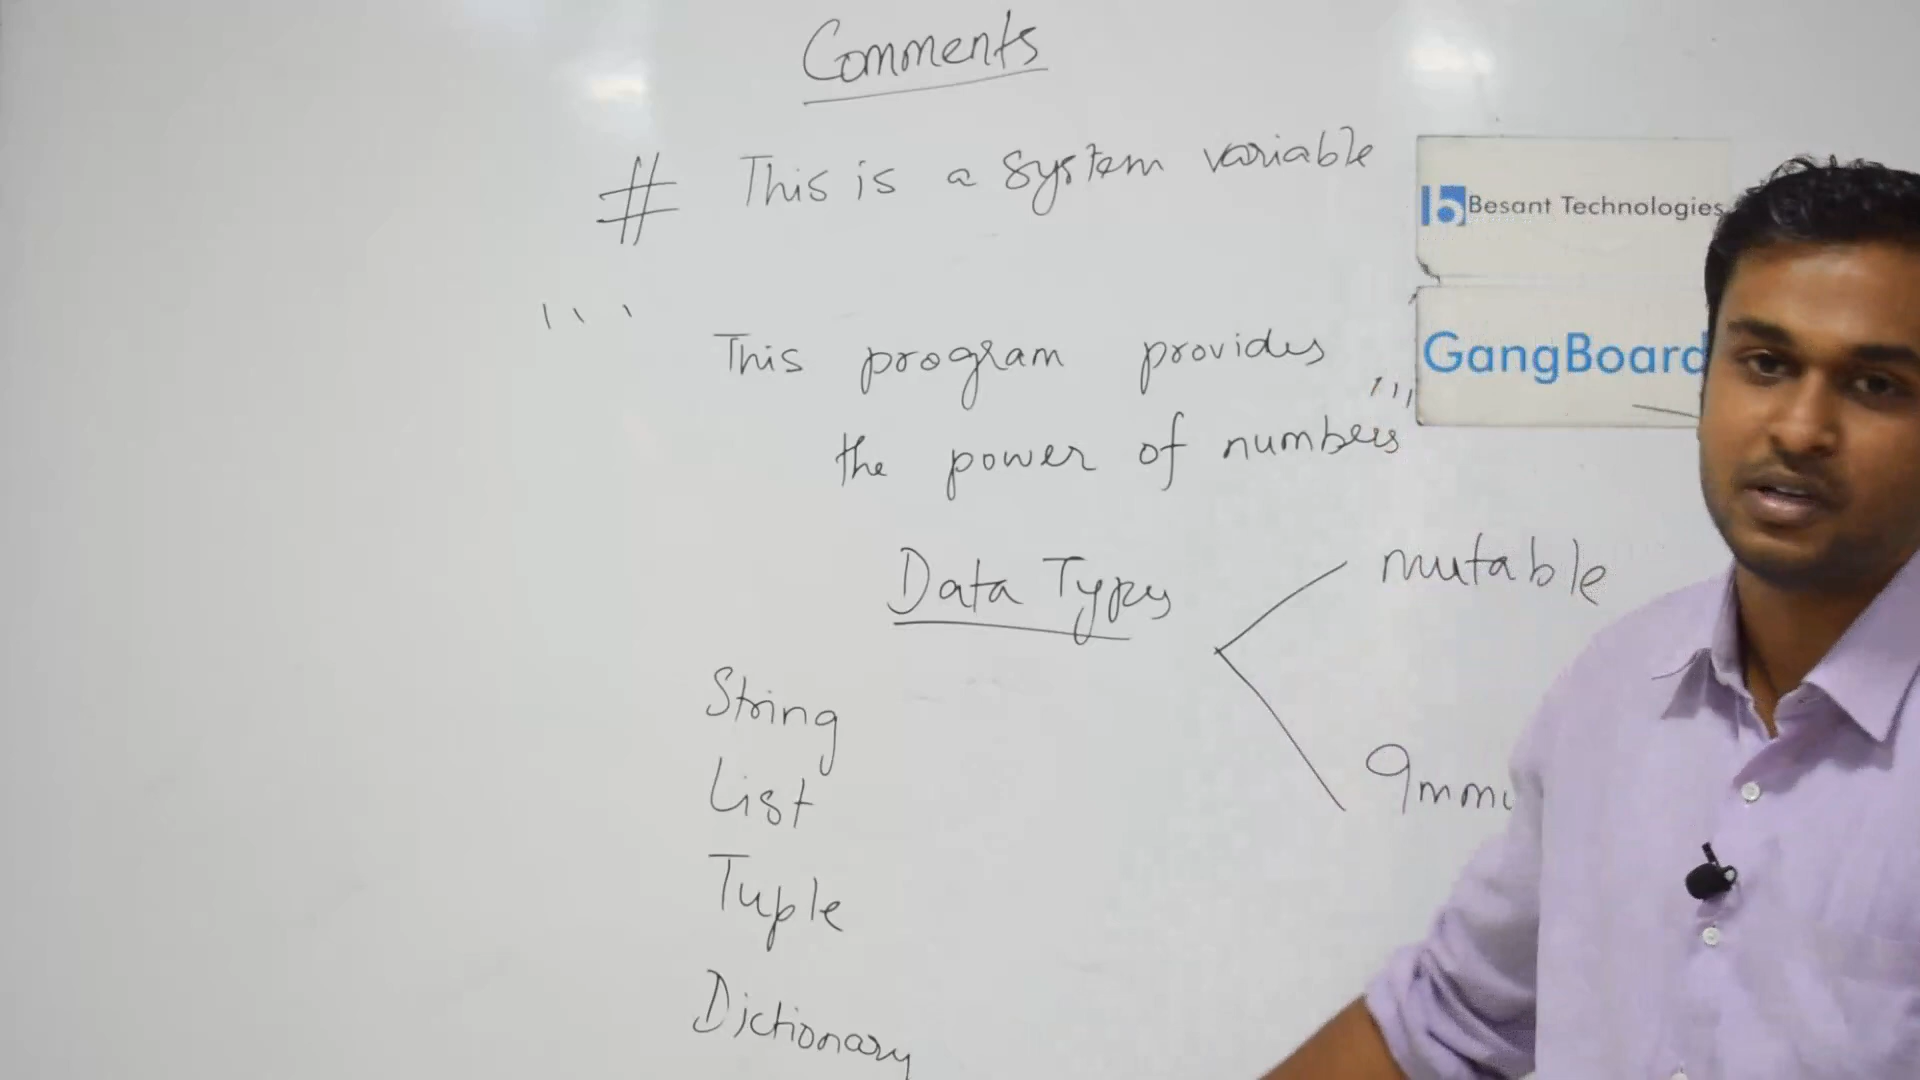 Comments
# This is a system variable
Besant Technologies
'''
This program provides
GangBoard
the power of numbers '''
Data Types
mutable
String
List
Tuple
Dictionary